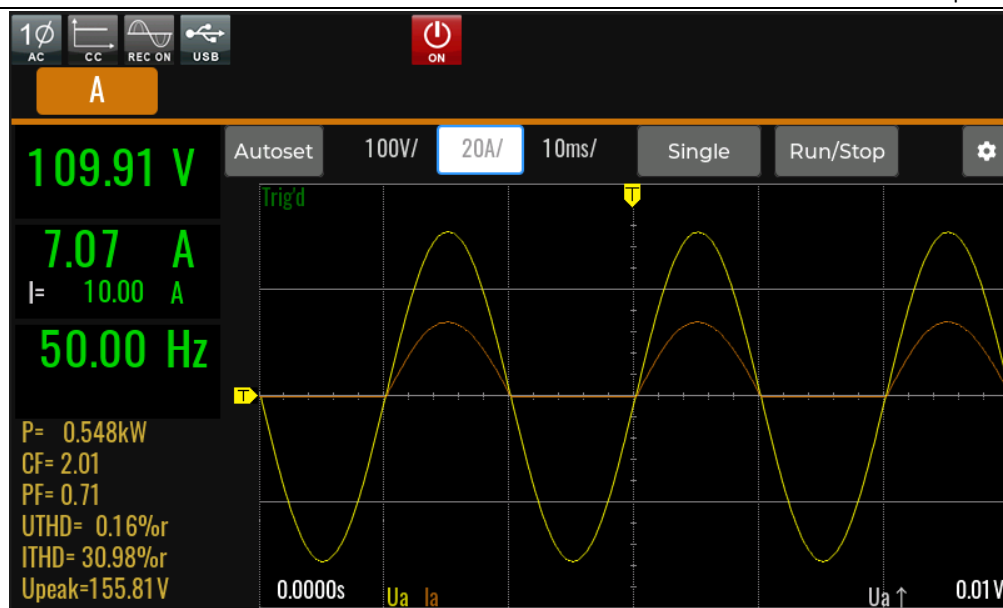 1Ø AC CC REC ON USB ON
A
109.91 V
Autoset 100V/ 20A/ 10ms/ Single Run/Stop
Trig'd
T
7.07 A
I= 10.00 A
50.00 Hz
T
P= 0.548kW
CF= 2.01
PF= 0.71
UTHD= 0.16%r
ITHD= 30.98%r
Upeak=155.81V
0.0000s Ua Ia Ua↑ 0.01V